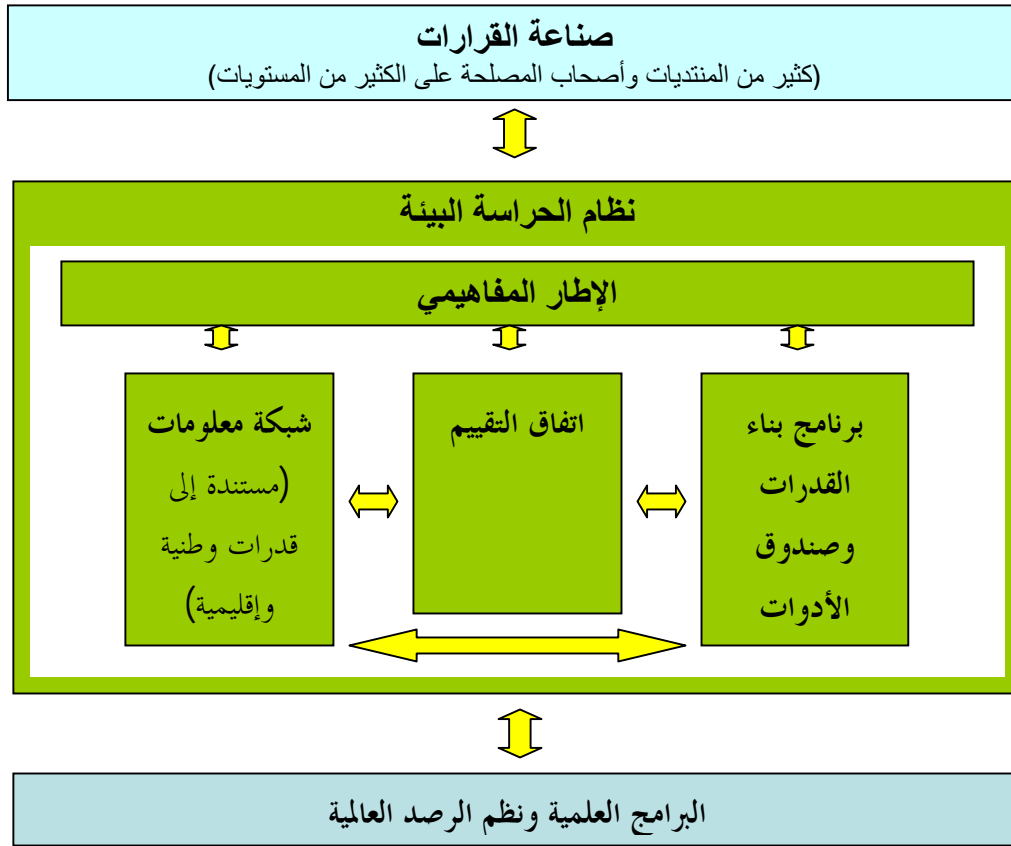 صناعة القرارات
(كثير من المنتديات وأصحاب المصلحة على الكثير من المستويات)
نظام الحراسة البيئة
الإطار المفاهيمي
برنامج بناء
القدرات
وصندوق
الأدوات
اتفاق التقييم
شبكة معلومات
(مستندة إلى
قدرات وطنية
وإقليمية)
البرامج العلمية ونظم الرصد العالمية